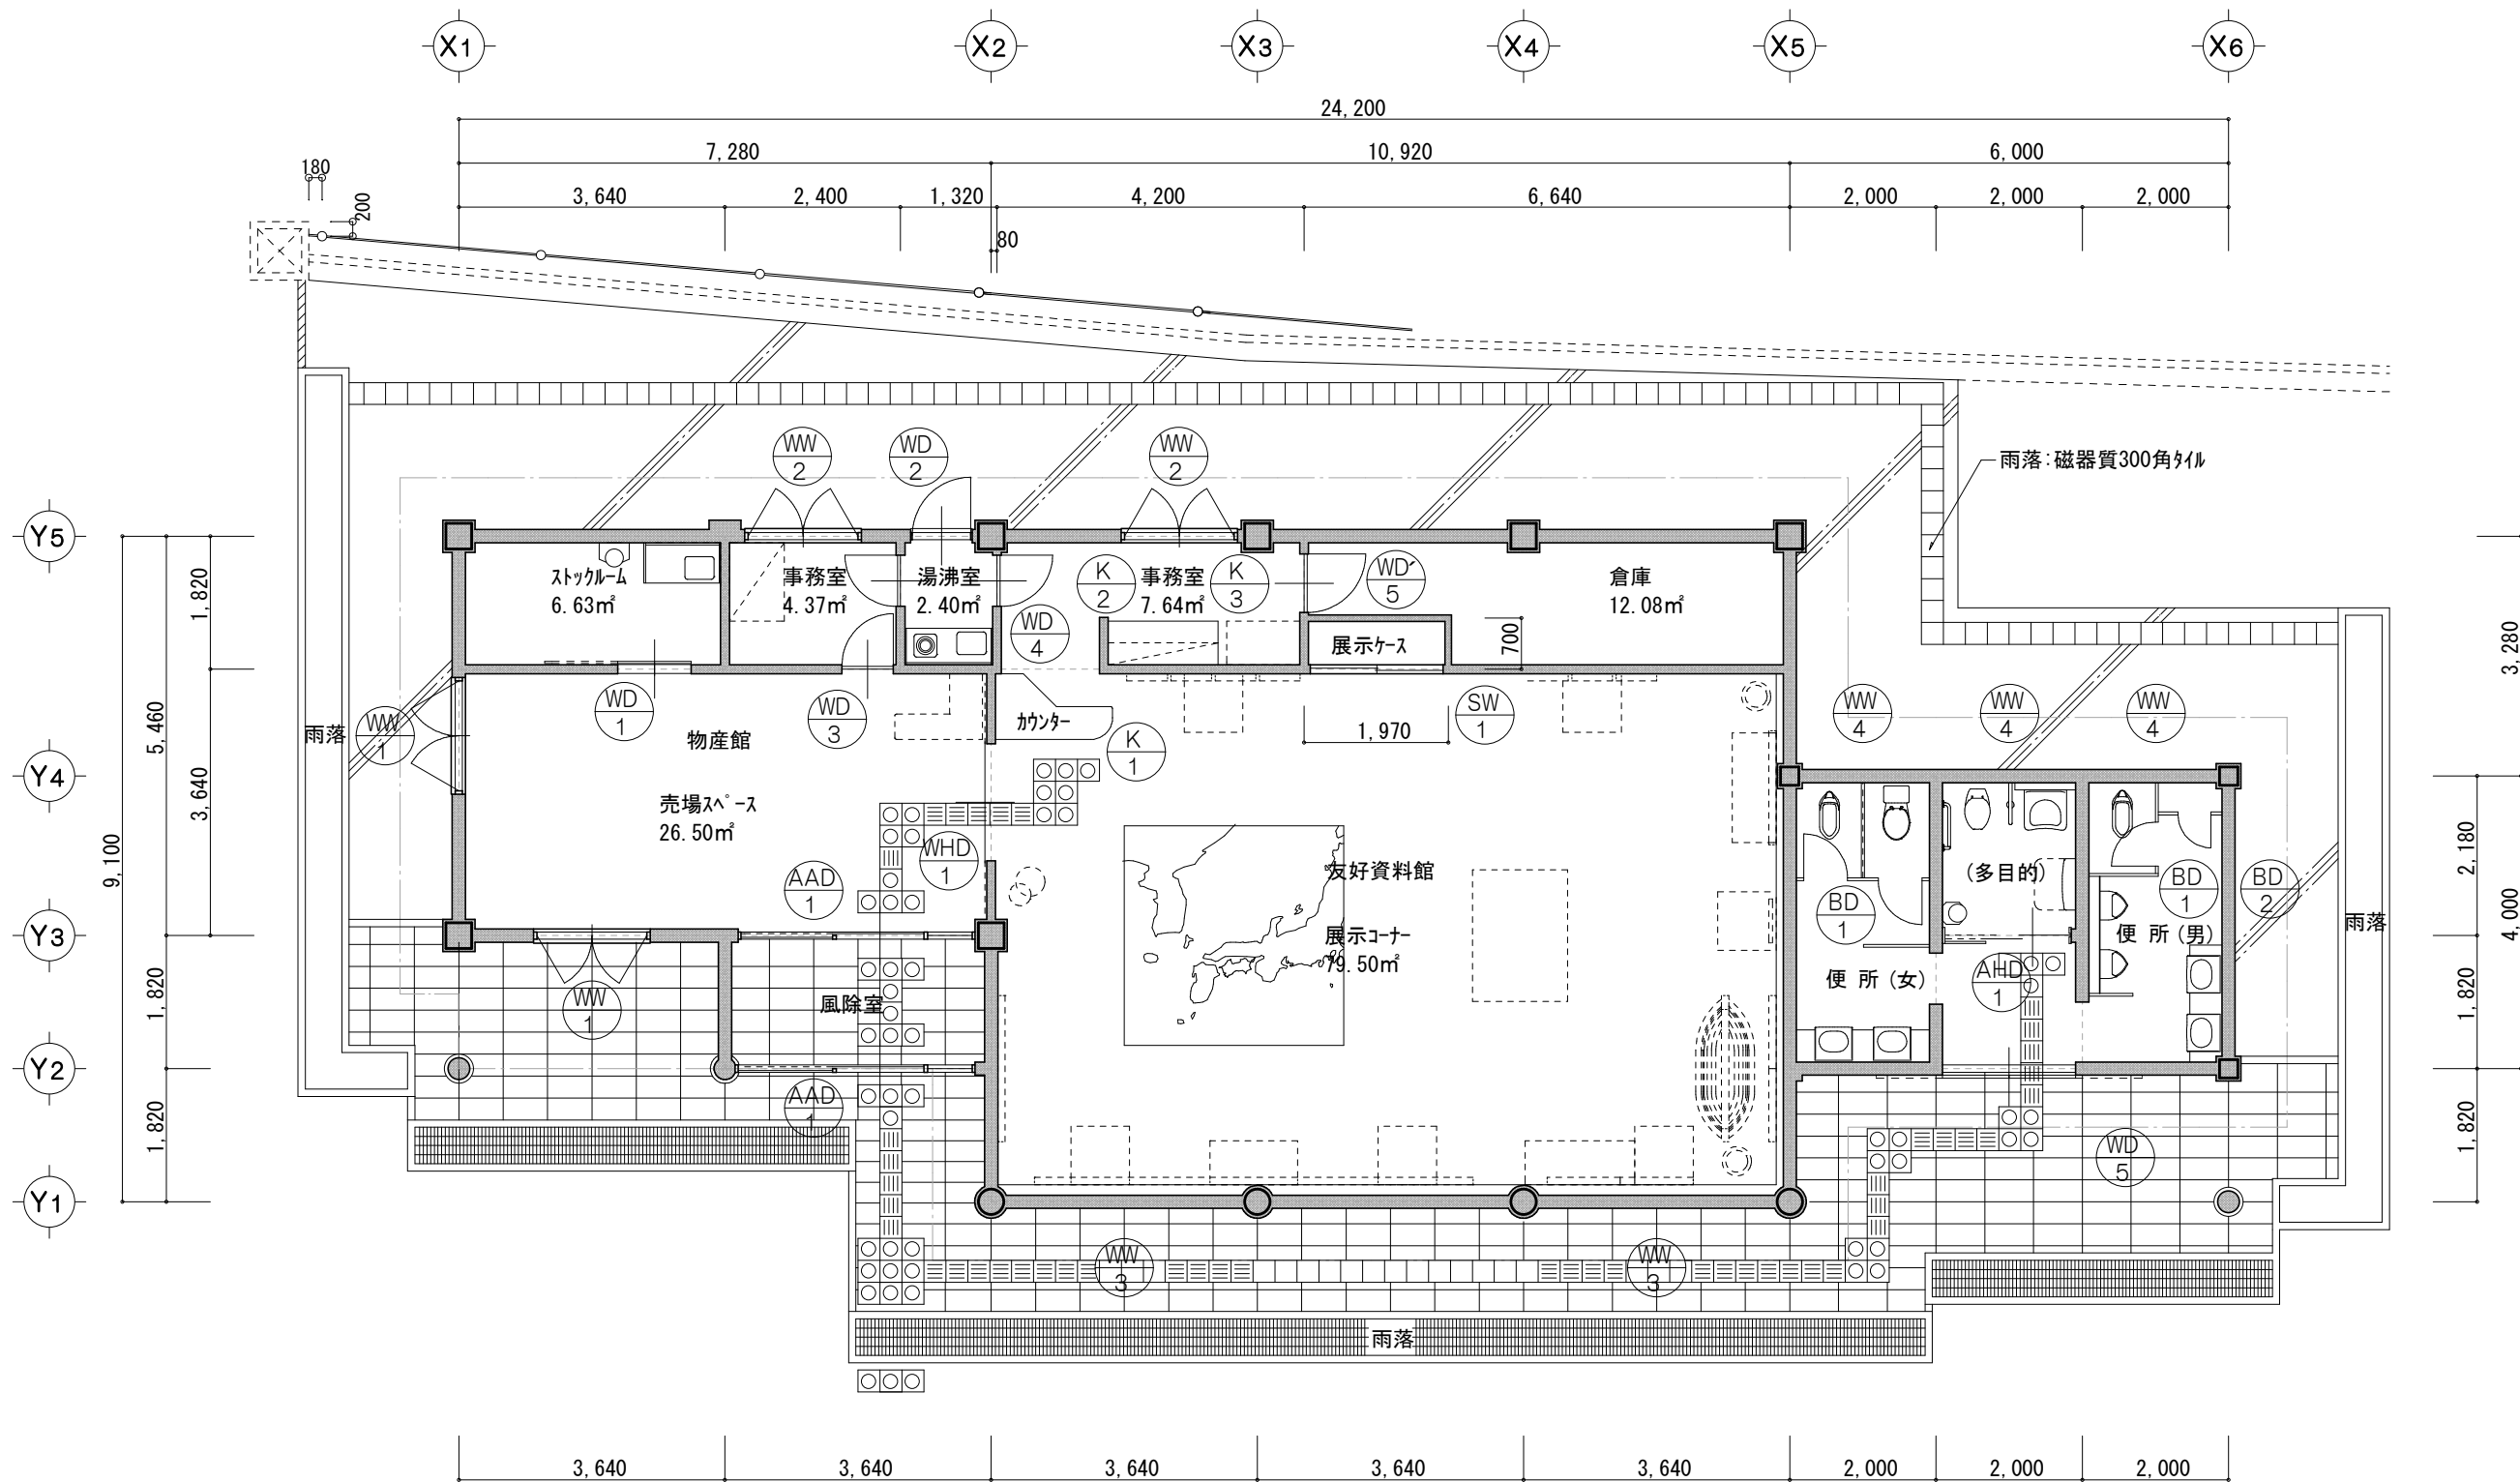 X1 X2 X3 X4 X5 X6
24,200
7,280 10,920 6,000
180
200
3,640 2,400 1,320 4,200 6,640 2,000 2,000 2,000
80
雨落:磁器質300角ﾀｲﾙ
WW 2
WD 2
WW 2
Y5
Y4
Y3
Y2
Y1
9,100
5,460
1,820
1,820
1,820
3,640
ｽﾄｯｸﾙｰﾑ
6.63㎡
事務室
4.37㎡
湯沸室
2.40㎡
WD 4
K 2
事務室
7.64㎡
K 3
WD´ 5
倉庫
12.08㎡
展示ｹｰｽ
700
3,280
雨落
WW 1
WD 1
WD 3
ｶｳﾝﾀｰ
K 1
1,970
SW 1
WW 4
WW 4
WW 4
物産館
売場ｽﾍﾟｰｽ
26.50㎡
WHD 1
AAD 1
友好資料館
展示ｺｰﾅｰ
79.50㎡
(多目的)
BD 1
BD 1
BD 2
便 所(男)
便 所(女)
AHD 1
雨落
2,180
4,000
1,820
1,820
WW 1
風除室
AAD 1
WD 5
WW 3
WW 3
雨落
3,640 3,640 3,640 3,640 3,640 2,000 2,000 2,000